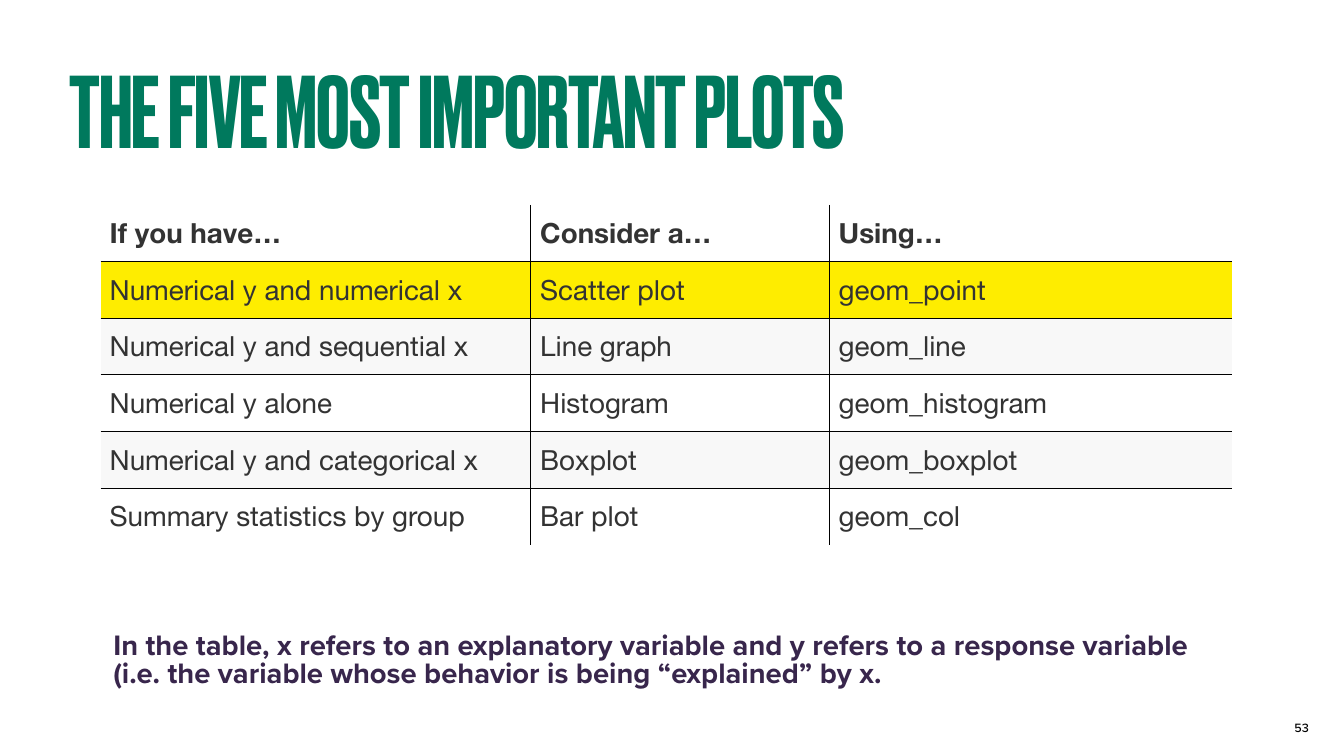 THE FIVE MOST IMPORTANT PLOTS
If you have… Consider a… Using…
Numerical y and numerical x Scatter plot geom_point
Numerical y and sequential x Line graph geom_line
Numerical y alone Histogram geom_histogram
Numerical y and categorical x Boxplot geom_boxplot
Summary statistics by group Bar plot geom_col
In the table, x refers to an explanatory variable and y refers to a response variable
(i.e. the variable whose behavior is being “explained” by x.
53